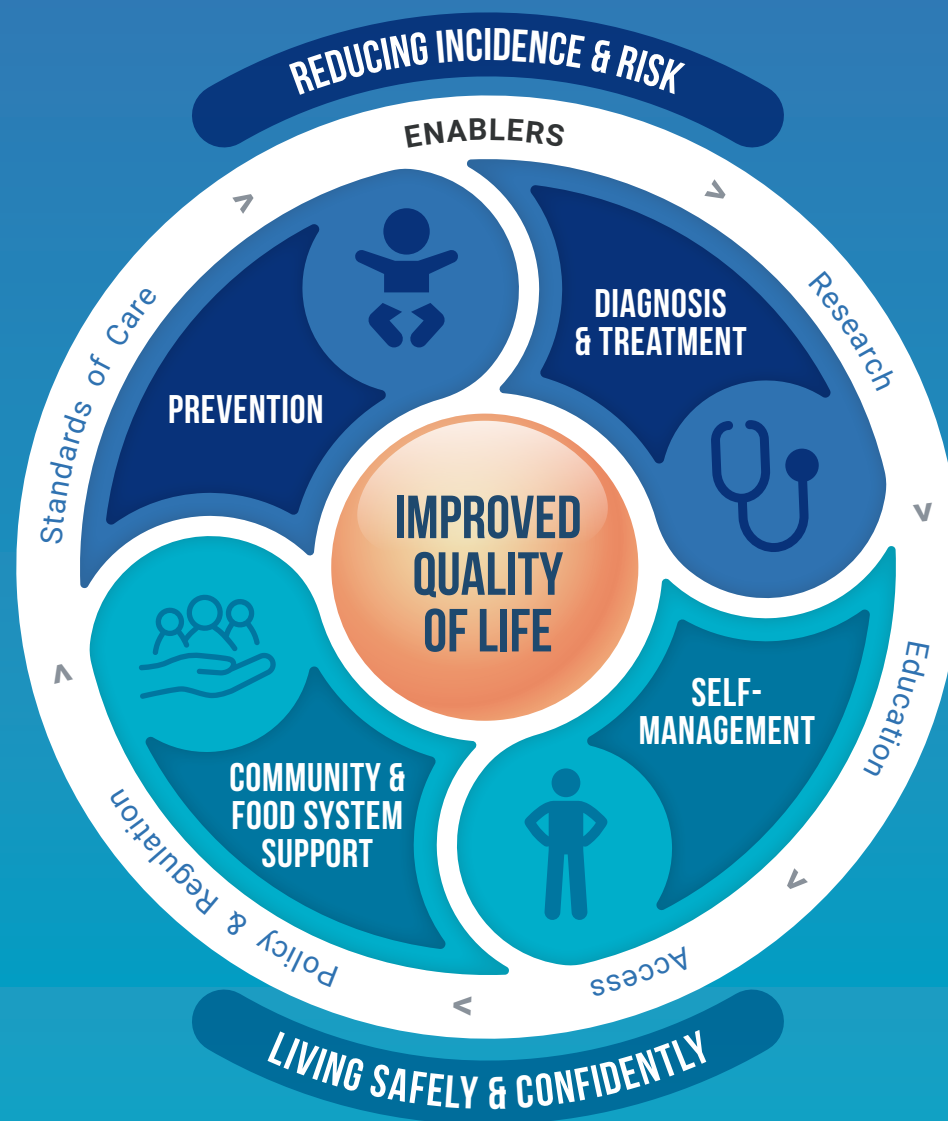 REDUCING INCIDENCE & RISK
ENABLERS
Research
Education
Access
Policy & Regulation
Standards of Care
PREVENTION
DIAGNOSIS
& TREATMENT
IMPROVED
QUALITY
OF LIFE
SELF-
MANAGEMENT
COMMUNITY &
FOOD SYSTEM
SUPPORT
LIVING SAFELY & CONFIDENTLY